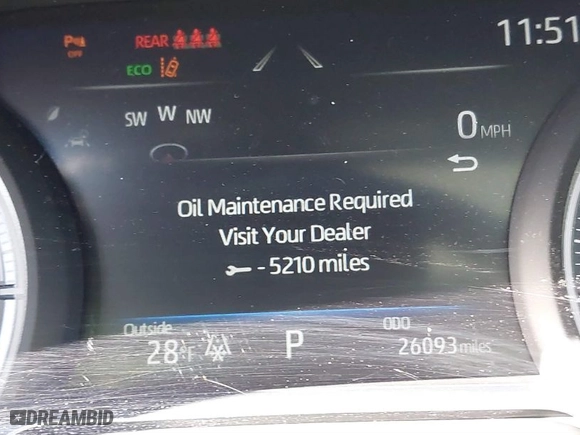 P
OFF
REAR
11:51
ECO
SW W NW
0 MPH
Oil Maintenance Required
Visit Your Dealer
- 5210 miles
Outside
28°F
P
ODO
26093 miles
DREAMBID